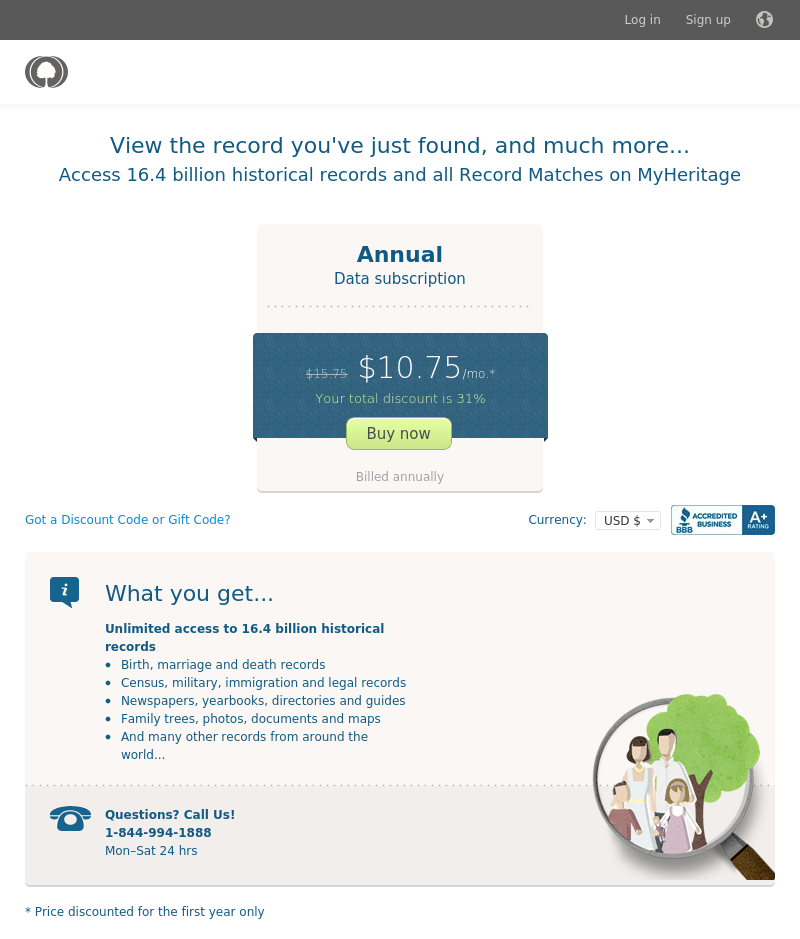 Log in Sign up
View the record you've just found, and much more...
Access 16.4 billion historical records and all Record Matches on MyHeritage
Annual
Data subscription
$15.75 $10.75/mo.*
Your total discount is 31%
Buy now
Billed annually
Got a Discount Code or Gift Code? Currency: USD $ BBB ACCREDITED BUSINESS A+ RATING
i What you get...
Unlimited access to 16.4 billion historical
records
• Birth, marriage and death records
• Census, military, immigration and legal records
• Newspapers, yearbooks, directories and guides
• Family trees, photos, documents and maps
• And many other records from around the
world...
Questions? Call Us!
1-844-994-1888
Mon–Sat 24 hrs
* Price discounted for the first year only